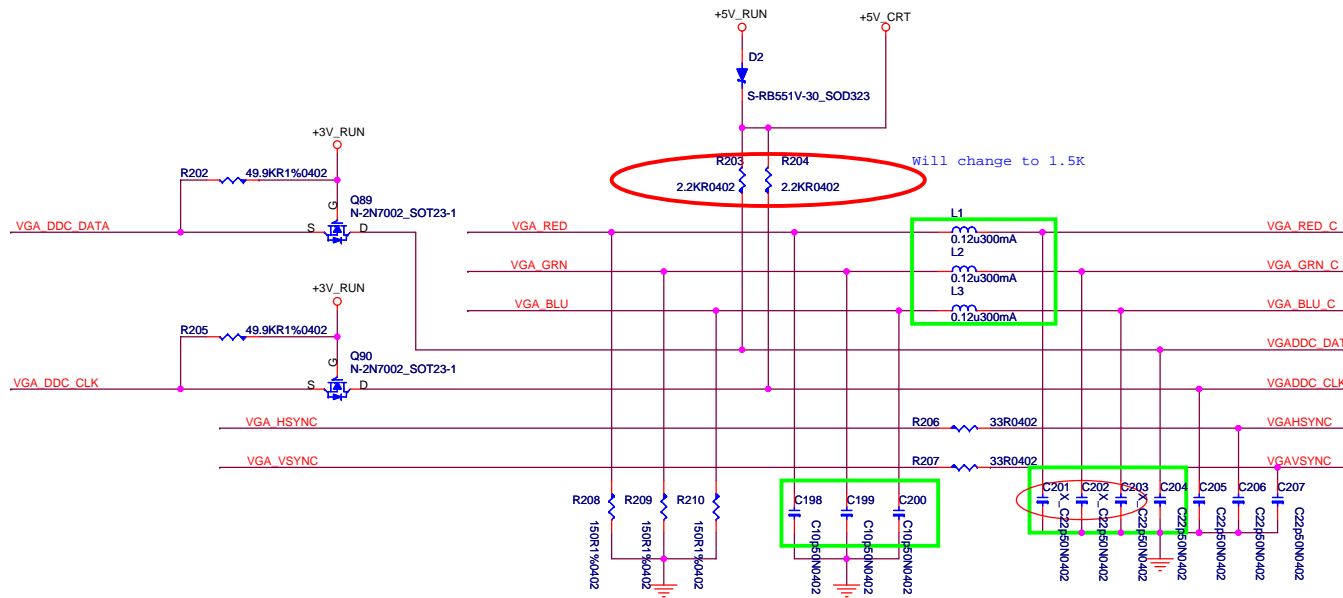 +5V_RUN
+5V_CRT
D2
S-RB551V-30_SOD323
+3V_RUN
R203
R204
Will change to 1.5K
R202
49.9KR1%0402
2.2KR0402
2.2KR0402
G
Q89
N-2N7002_SOT23-1
L1
VGA_DDC_DATA
S
D
VGA_RED
0.12u300mA
VGA_RED_C
L2
VGA_GRN
0.12u300mA
VGA_GRN_C
+3V_RUN
L3
VGA_BLU
0.12u300mA
VGA_BLU_C
R205
49.9KR1%0402
G
Q90
N-2N7002_SOT23-1
VGADDC_DAT
VGA_DDC_CLK
S
D
VGADDC_CLK
VGA_HSYNC
R206
33R0402
VGAHSYNC
VGA_VSYNC
R207
33R0402
VGAVSYNC
R208
R209
R210
C198
C199
C200
C201
C202
C203
C204
C205
C206
C207
150R1%0402
150R1%0402
150R1%0402
C10p50N0402
C10p50N0402
C10p50N0402
X_C22p50N0402
X_C22p50N0402
X_C22p50N0402
C22p50N0402
C22p50N0402
C22p50N0402
C22p50N0402